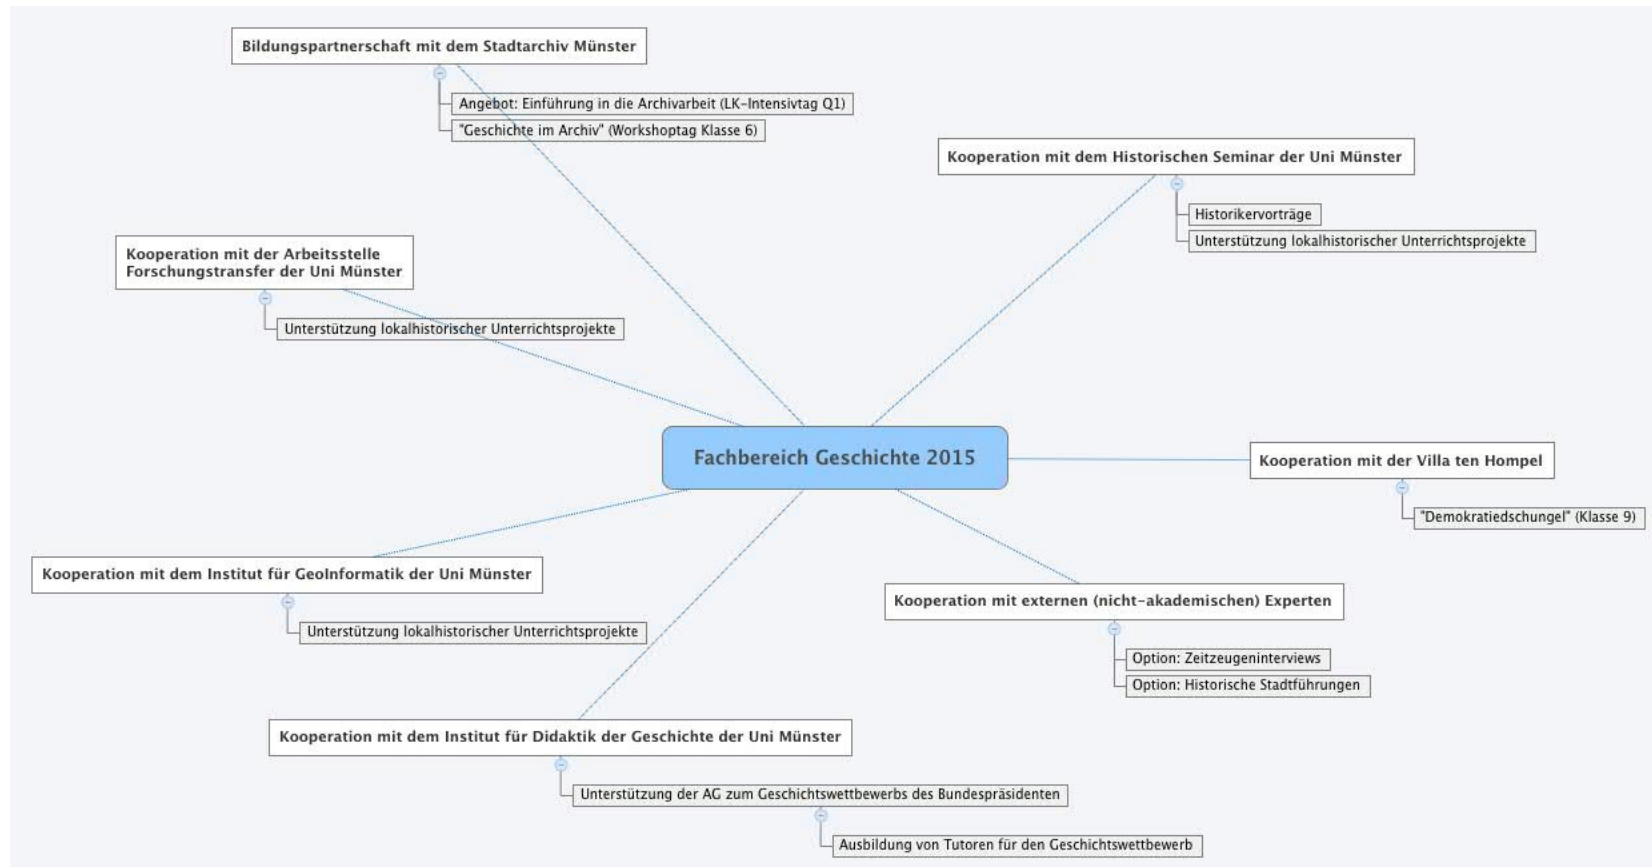 Bildungspartnerschaft mit dem Stadtarchiv Münster
Angebot: Einführung in die Archivarbeit (LK-Intensivtag Q1)
"Geschichte im Archiv" (Workshoptag Klasse 6)
Kooperation mit dem Historischen Seminar der Uni Münster
Historikervorträge
Unterstützung lokalhistorischer Unterrichtsprojekte
Kooperation mit der Arbeitsstelle
Forschungstransfer der Uni Münster
Unterstützung lokalhistorischer Unterrichtsprojekte
Fachbereich Geschichte 2015
Kooperation mit der Villa ten Hompel
"Demokratiedschungel" (Klasse 9)
Kooperation mit dem Institut für GeoInformatik der Uni Münster
Unterstützung lokalhistorischer Unterrichtsprojekte
Kooperation mit externen (nicht-akademischen) Experten
Option: Zeitzeugeninterviews
Option: Historische Stadtführungen
Kooperation mit dem Institut für Didaktik der Geschichte der Uni Münster
Unterstützung der AG zum Geschichtswettbewerbs des Bundespräsidenten
Ausbildung von Tutoren für den Geschichtswettbewerb